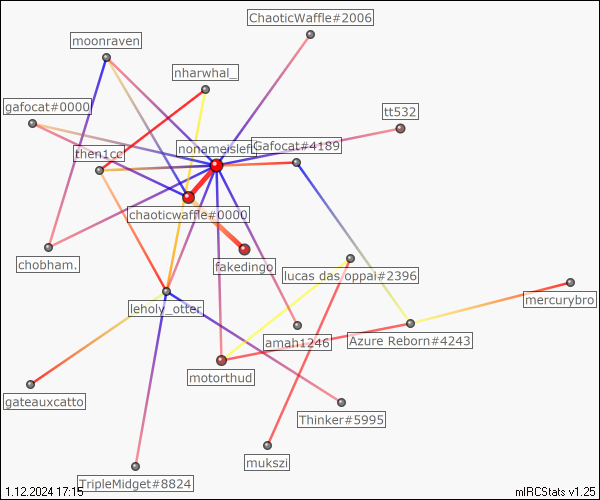 ChaoticWaffle#2006
moonraven
nharwhal_
gafocat#0000
tt532
Gafocat#4189
then1cc
chaoticwaffle#0000
chobham.
fakedingo
lucas das oppai#2396
mercurybro
leholy_otter
amah1246
Azure Reborn#4243
motorthud
gateauxcatto
Thinker#5995
mukszi
TripleMidget#8824
1.12.2024 17:15
mIRCStats v1.25